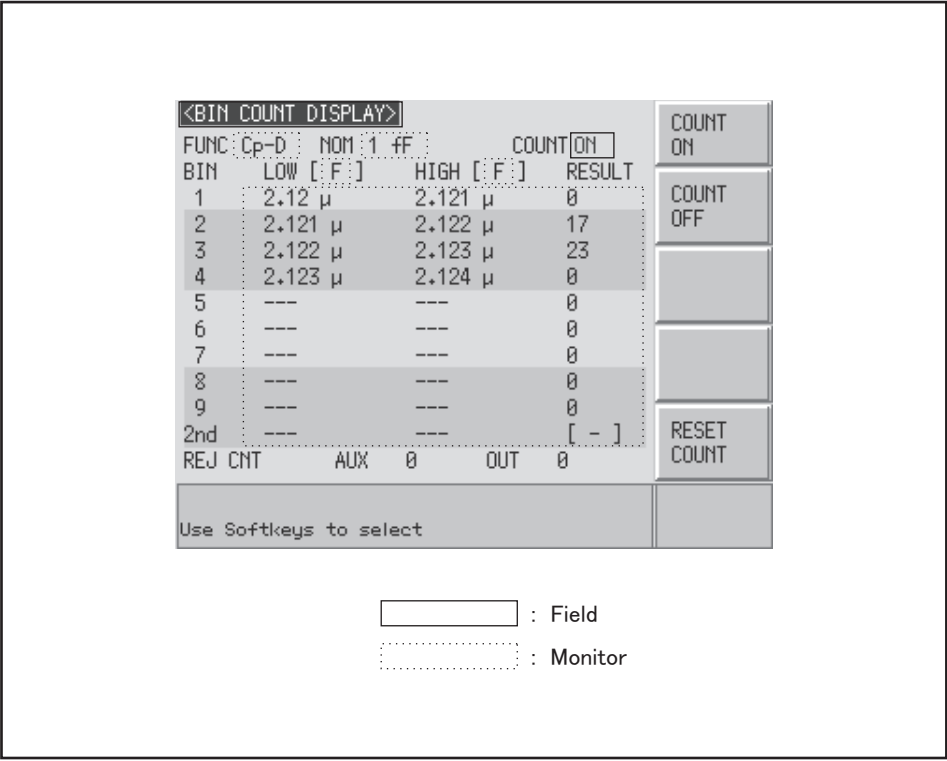 <BIN COUNT DISPLAY>
FUNC Cp-D NOM 1 fF COUNT ON
BIN LOW [ F ] HIGH [ F ] RESULT
1 2.12 μ 2.121 μ 0
2 2.121 μ 2.122 μ 17
3 2.122 μ 2.123 μ 23
4 2.123 μ 2.124 μ 0
5 --- --- 0
6 --- --- 0
7 --- --- 0
8 --- --- 0
9 --- --- 0
2nd --- --- [ - ]
REJ CNT AUX 0 OUT 0
Use Softkeys to select
COUNT
ON
COUNT
OFF
RESET
COUNT
: Field
: Monitor